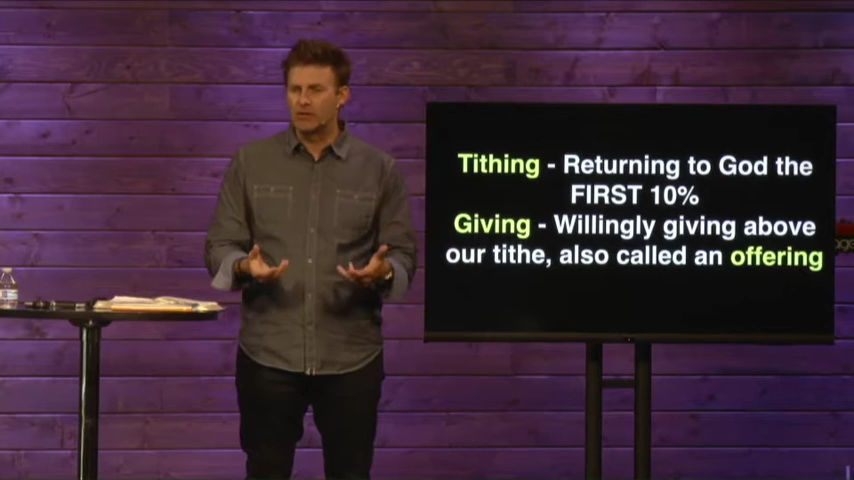 Tithing - Returning to God the
FIRST 10%
Giving - Willingly giving above
our tithe, also called an offering